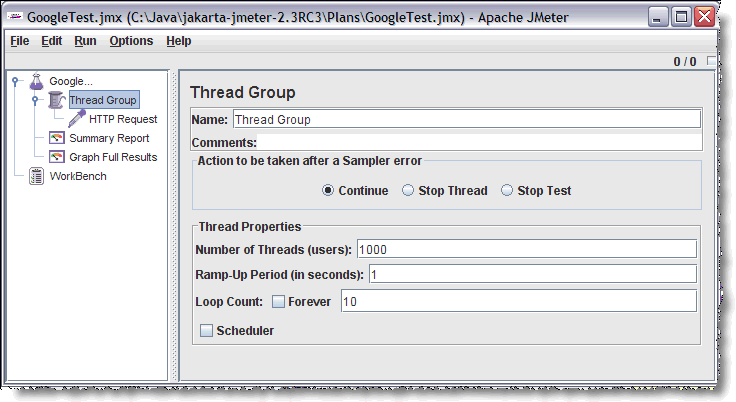 GoogleTest.jmx (C:\Java\jakarta-jmeter-2.3RC3\Plans\GoogleTest.jmx) - Apache JMeter
File Edit Run Options Help
0 / 0
Google...
Thread Group
HTTP Request
Summary Report
Graph Full Results
WorkBench
Thread Group
Name: Thread Group
Comments:
Action to be taken after a Sampler error
Continue Stop Thread Stop Test
Thread Properties
Number of Threads (users): 1000
Ramp-Up Period (in seconds): 1
Loop Count: Forever 10
Scheduler